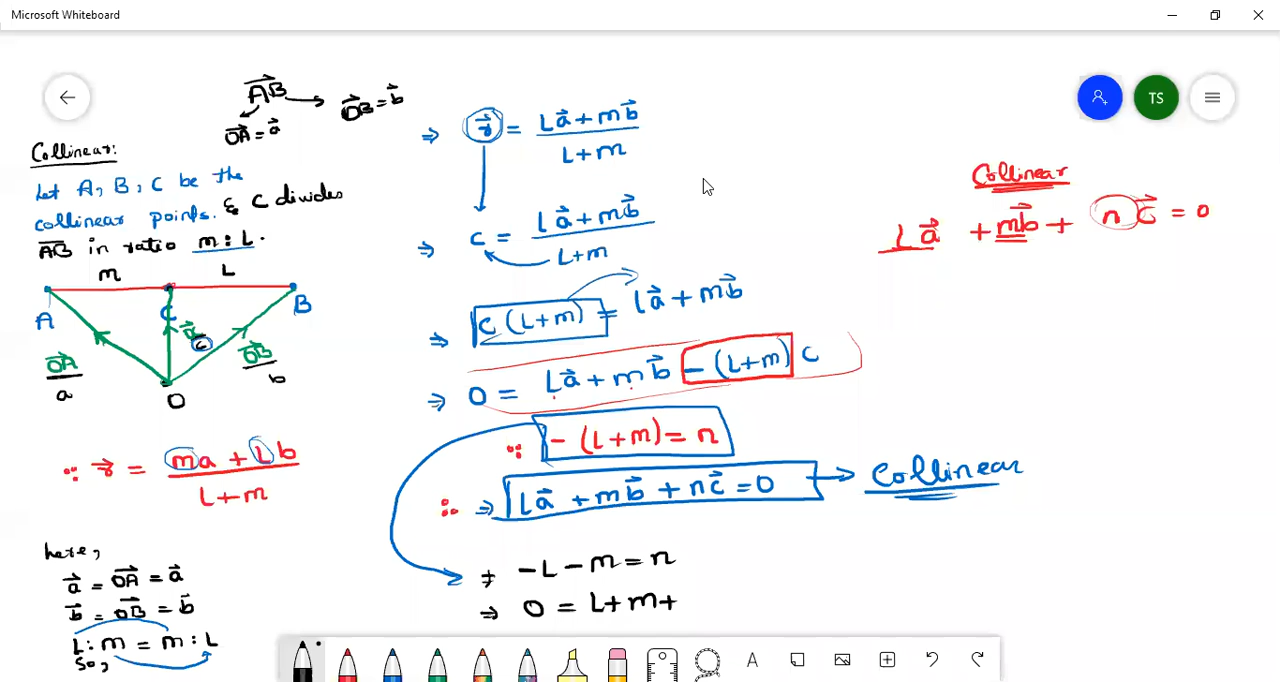 Microsoft Whiteboard
AB
OA = a
OB = b
Collinear:
Let A, B, C be the
collinear points. & C divides
AB in ratio m : L.
m L
A C B
r
c
OA
a
OB
b
O
∵ r = ma + Lb
L+m
here,
a = OA = a
b = OB = b
L : m = m : L
So,
⇒ r = La + mb
L+m
⇒ c = La + mb
L+m
⇒ c (L+m) = La + mb
⇒ 0 = La + mb - (L+m) c
∵ - (L+m) = n
∴ ⇒ La + mb + nc = 0 → Collinear
⇒ -L - m = n
⇒ 0 = L + m +
Collinear
La + mb + nc = 0
TS
A